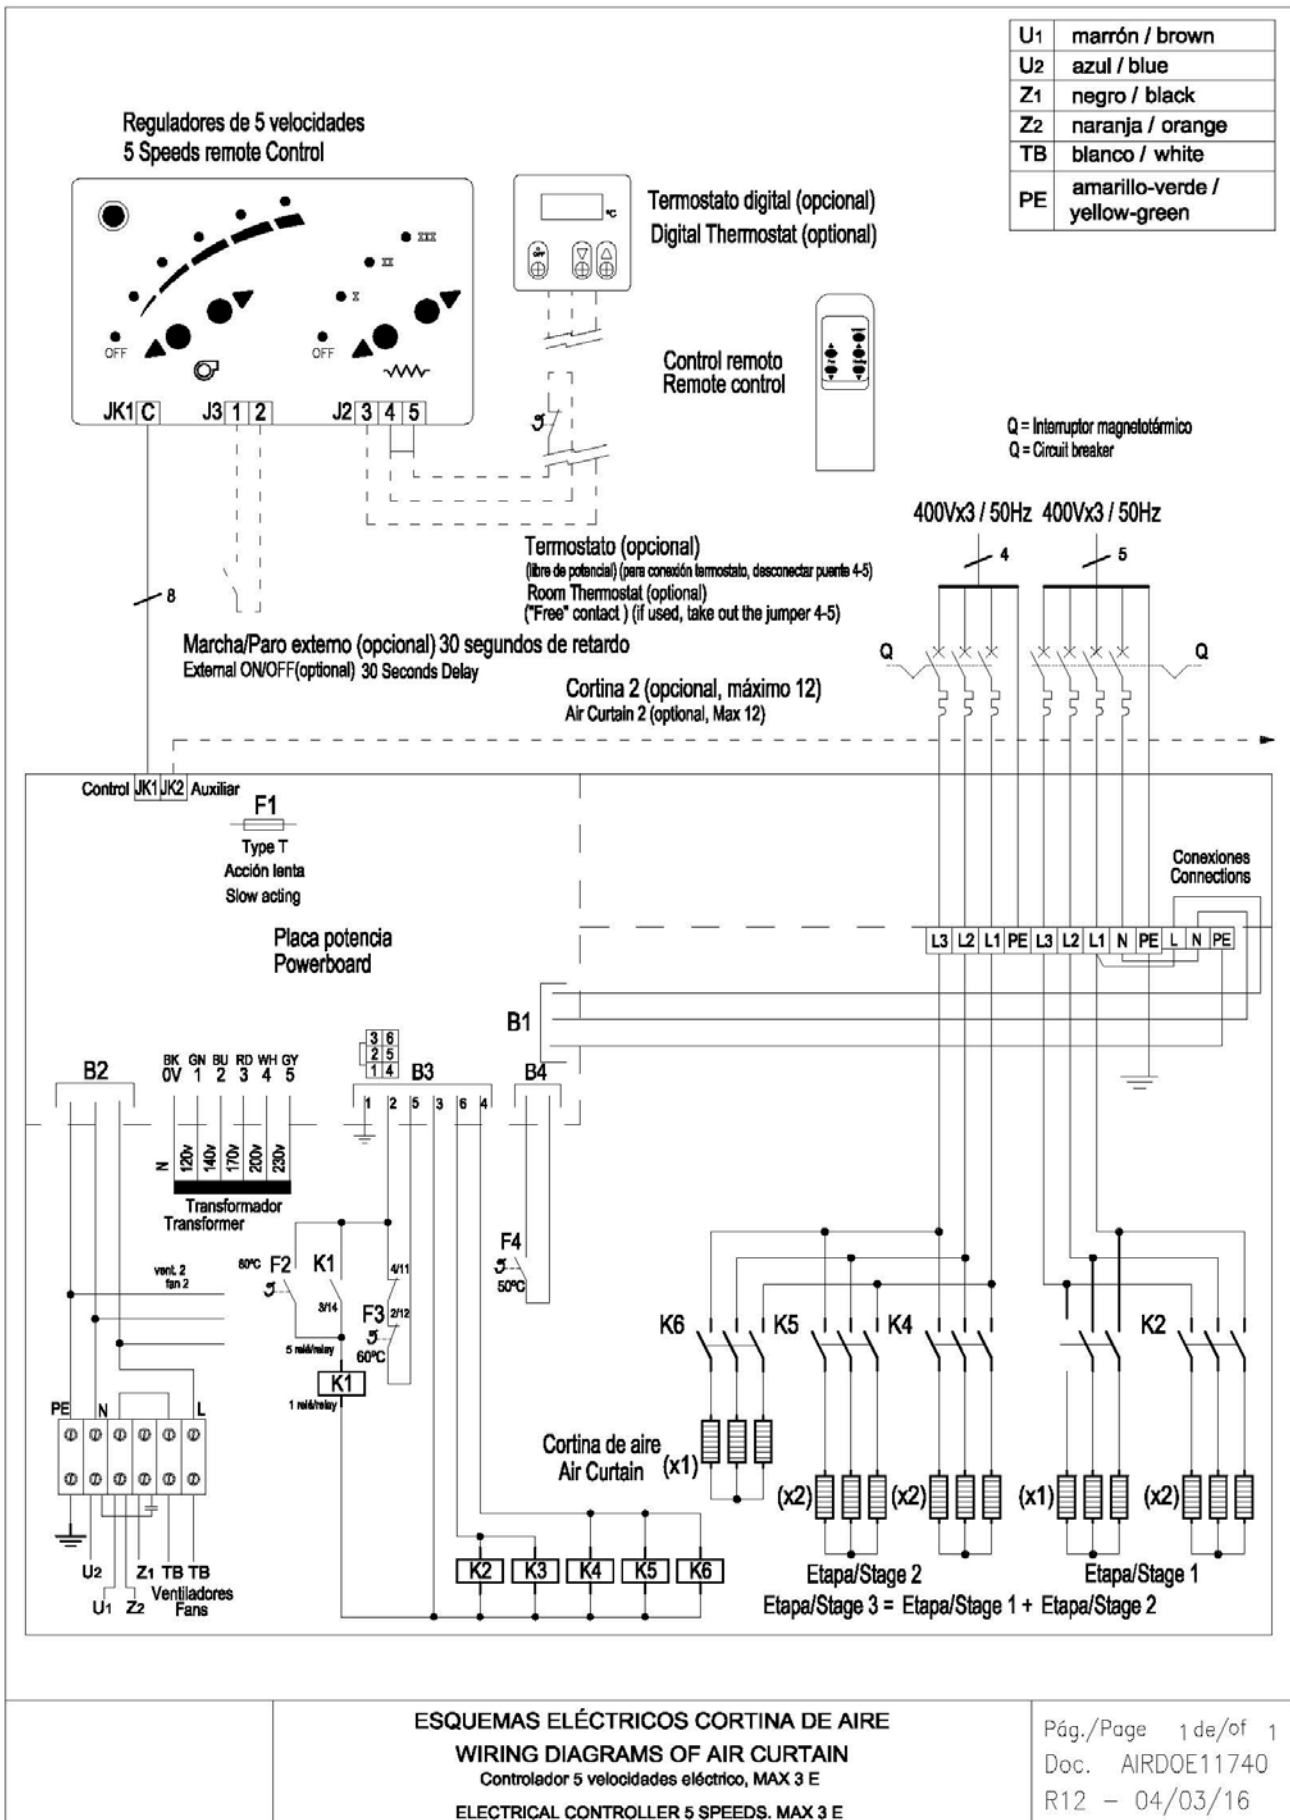 U1 marrón / brown
U2 azul / blue
Z1 negro / black
Z2 naranja / orange
TB blanco / white
PE amarillo-verde /
yellow-green
Reguladores de 5 velocidades
5 Speeds remote Control
OFF
I
II
III
OFF
JK1 C
J3 1 2
J2 3 4 5
°C
OFF
Termostato digital (opcional)
Digital Thermostat (optional)
Control remoto
Remote control
Q = Interruptor magnetotérmico
Q = Circuit breaker
400Vx3 / 50Hz 400Vx3 / 50Hz
4
5
8
Termostato (opcional)
(libre de potencial) (para conexión termostato, desconectar puente 4-5)
Room Thermostat (optional)
("Free" contact ) (if used, take out the jumper 4-5)
Marcha/Paro externo (opcional) 30 segundos de retardo
External ON/OFF(optional) 30 Seconds Delay
Q
Q
Cortina 2 (opcional, máximo 12)
Air Curtain 2 (optional, Max 12)
Control JK1 JK2 Auxiliar
F1
Type T
Acción lenta
Slow acting
Placa potencia
Powerboard
Conexiones
Connections
L3 L2 L1 PE L3 L2 L1 N PE L N PE
B1
B2
BK GN BU RD WH GY
0V 1 2 3 4 5
3 6
2 5
1 4
B3
1 2 5 3 6 4
B4
N 120v 140v 170v 200v 230v
Transformador
Transformer
vent. 2
fan 2
80ºC F2
K1
3/14
4/11
F3 2/12
60ºC
5 relé/relay
K1
1 relé/relay
F4
50ºC
K6
K5
K4
K2
PE N L
Cortina de aire
Air Curtain
(x1)
(x2)
(x2)
(x1)
(x2)
K2 K3 K4 K5 K6
U2 Z1 TB TB
U1 Z2
Ventiladores
Fans
Etapa/Stage 2
Etapa/Stage 1
Etapa/Stage 3 = Etapa/Stage 1 + Etapa/Stage 2
ESQUEMAS ELÉCTRICOS CORTINA DE AIRE
WIRING DIAGRAMS OF AIR CURTAIN
Controlador 5 velocidades eléctrico, MAX 3 E
ELECTRICAL CONTROLLER 5 SPEEDS. MAX 3 E
Pág./Page 1 de/of 1
Doc. AIRDOE11740
R12 - 04/03/16